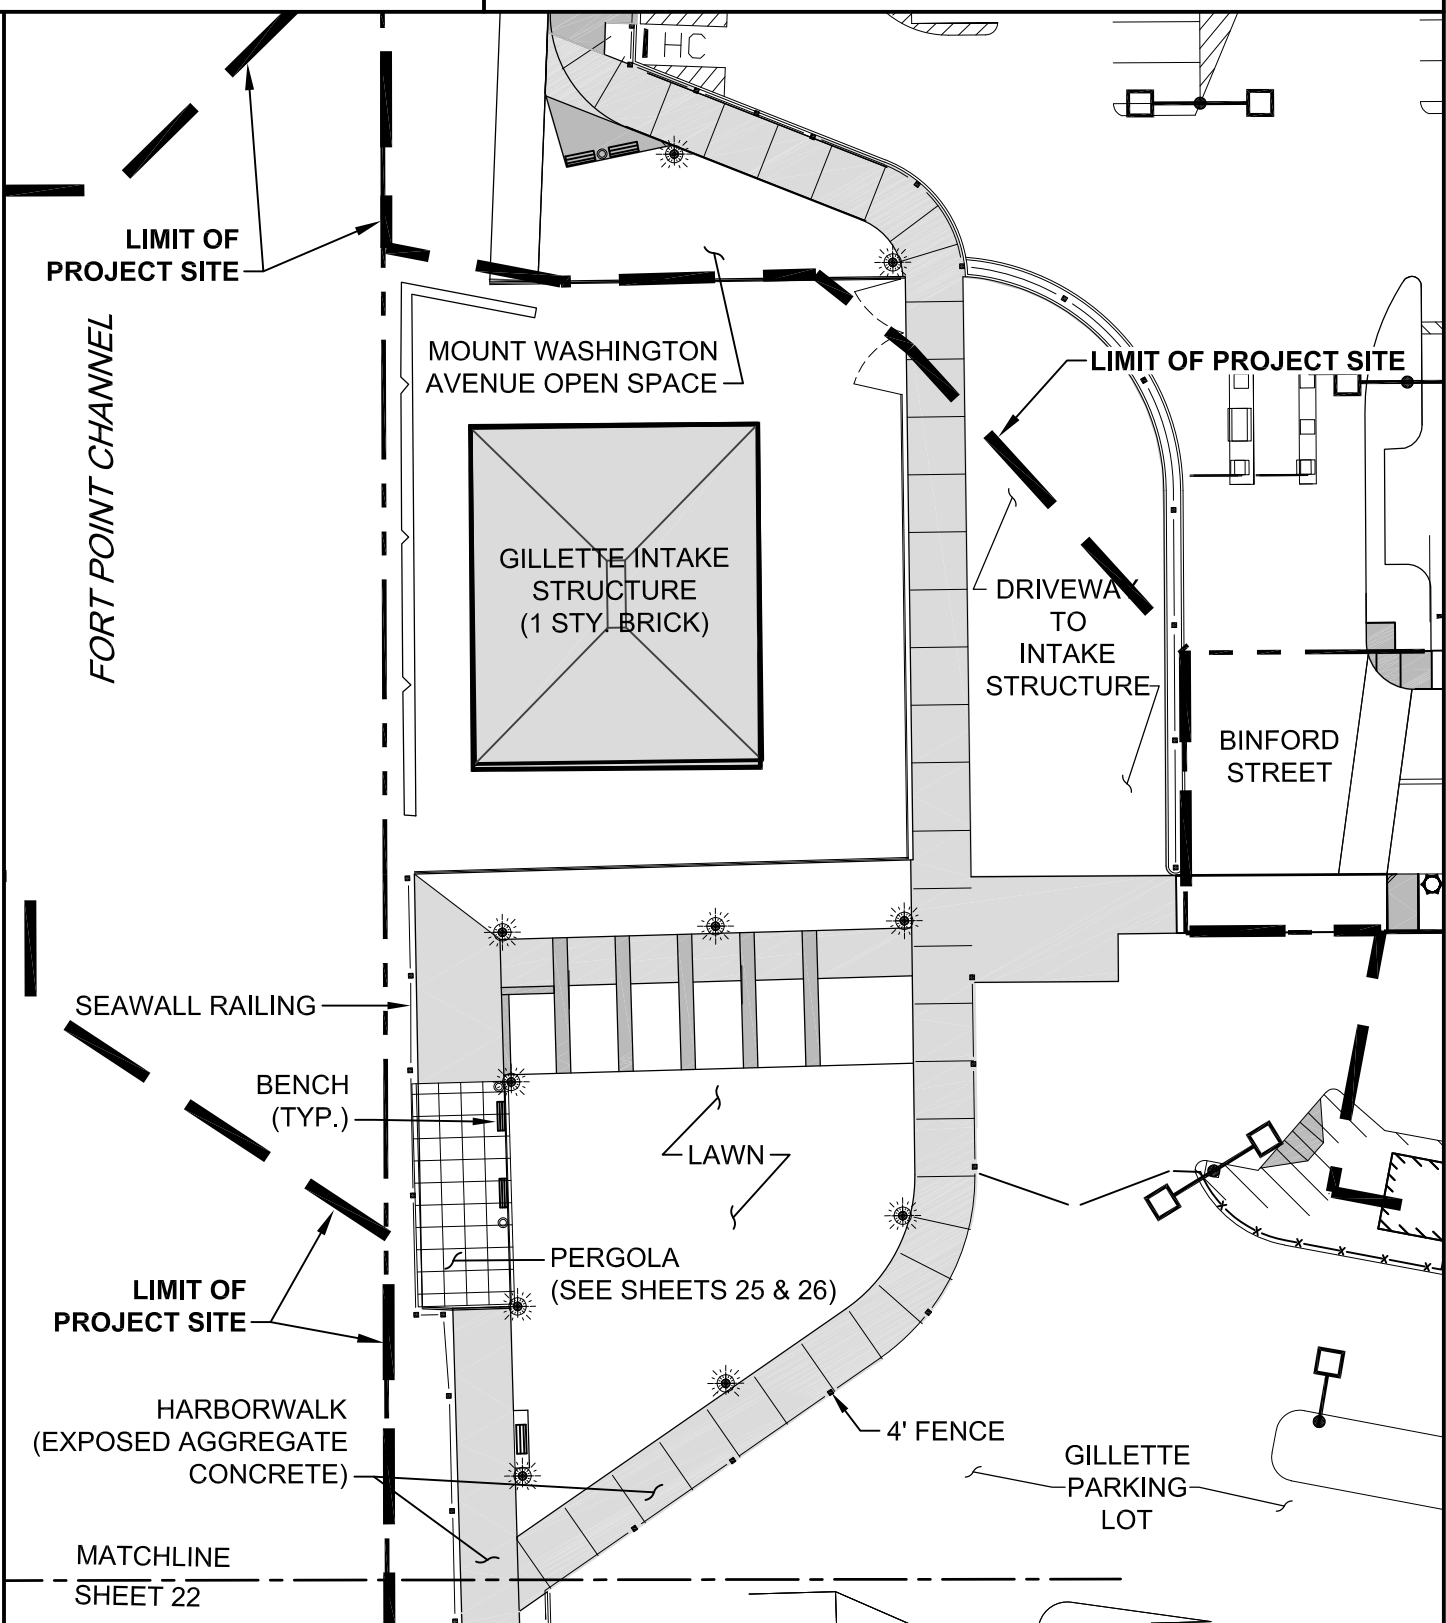 HC
LIMIT OF
PROJECT SITE
FORT POINT CHANNEL
MOUNT WASHINGTON
AVENUE OPEN SPACE
LIMIT OF PROJECT SITE
GILLETTE INTAKE
STRUCTURE
(1 STY. BRICK)
DRIVEWAY
TO
INTAKE
STRUCTURE
BINFORD
STREET
SEAWALL RAILING
BENCH
(TYP.)
LAWN
PERGOLA
(SEE SHEETS 25 & 26)
LIMIT OF
PROJECT SITE
HARBORWALK
(EXPOSED AGGREGATE
CONCRETE)
4' FENCE
GILLETTE
PARKING
LOT
MATCHLINE
SHEET 22